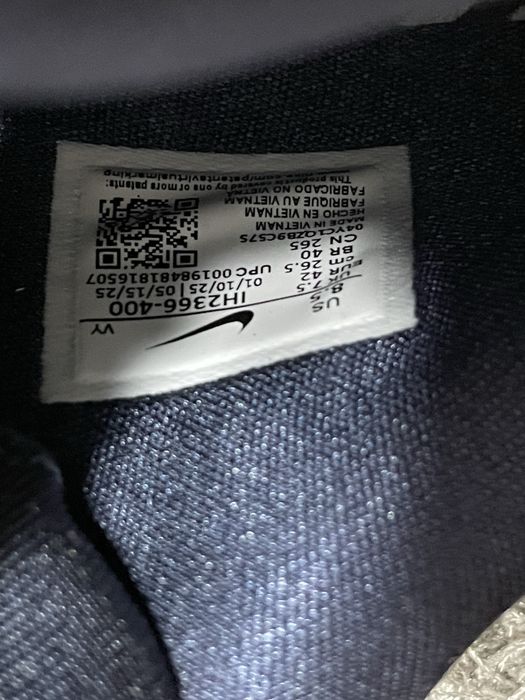 VY
US 8.5
UK 7.5
EUR 42
cm 26.5
BR 40
CN 265
IH2366-400
01/10/25 | 05/15/25
UPC 00198481816507
04YCLQZB9C57S
MADE IN VIETNAM
HECHO EN VIETNAM
FABRIQUE AU VIETNAM
FABRICADO NO VIETNÃ
This product is covered by one or more patents: